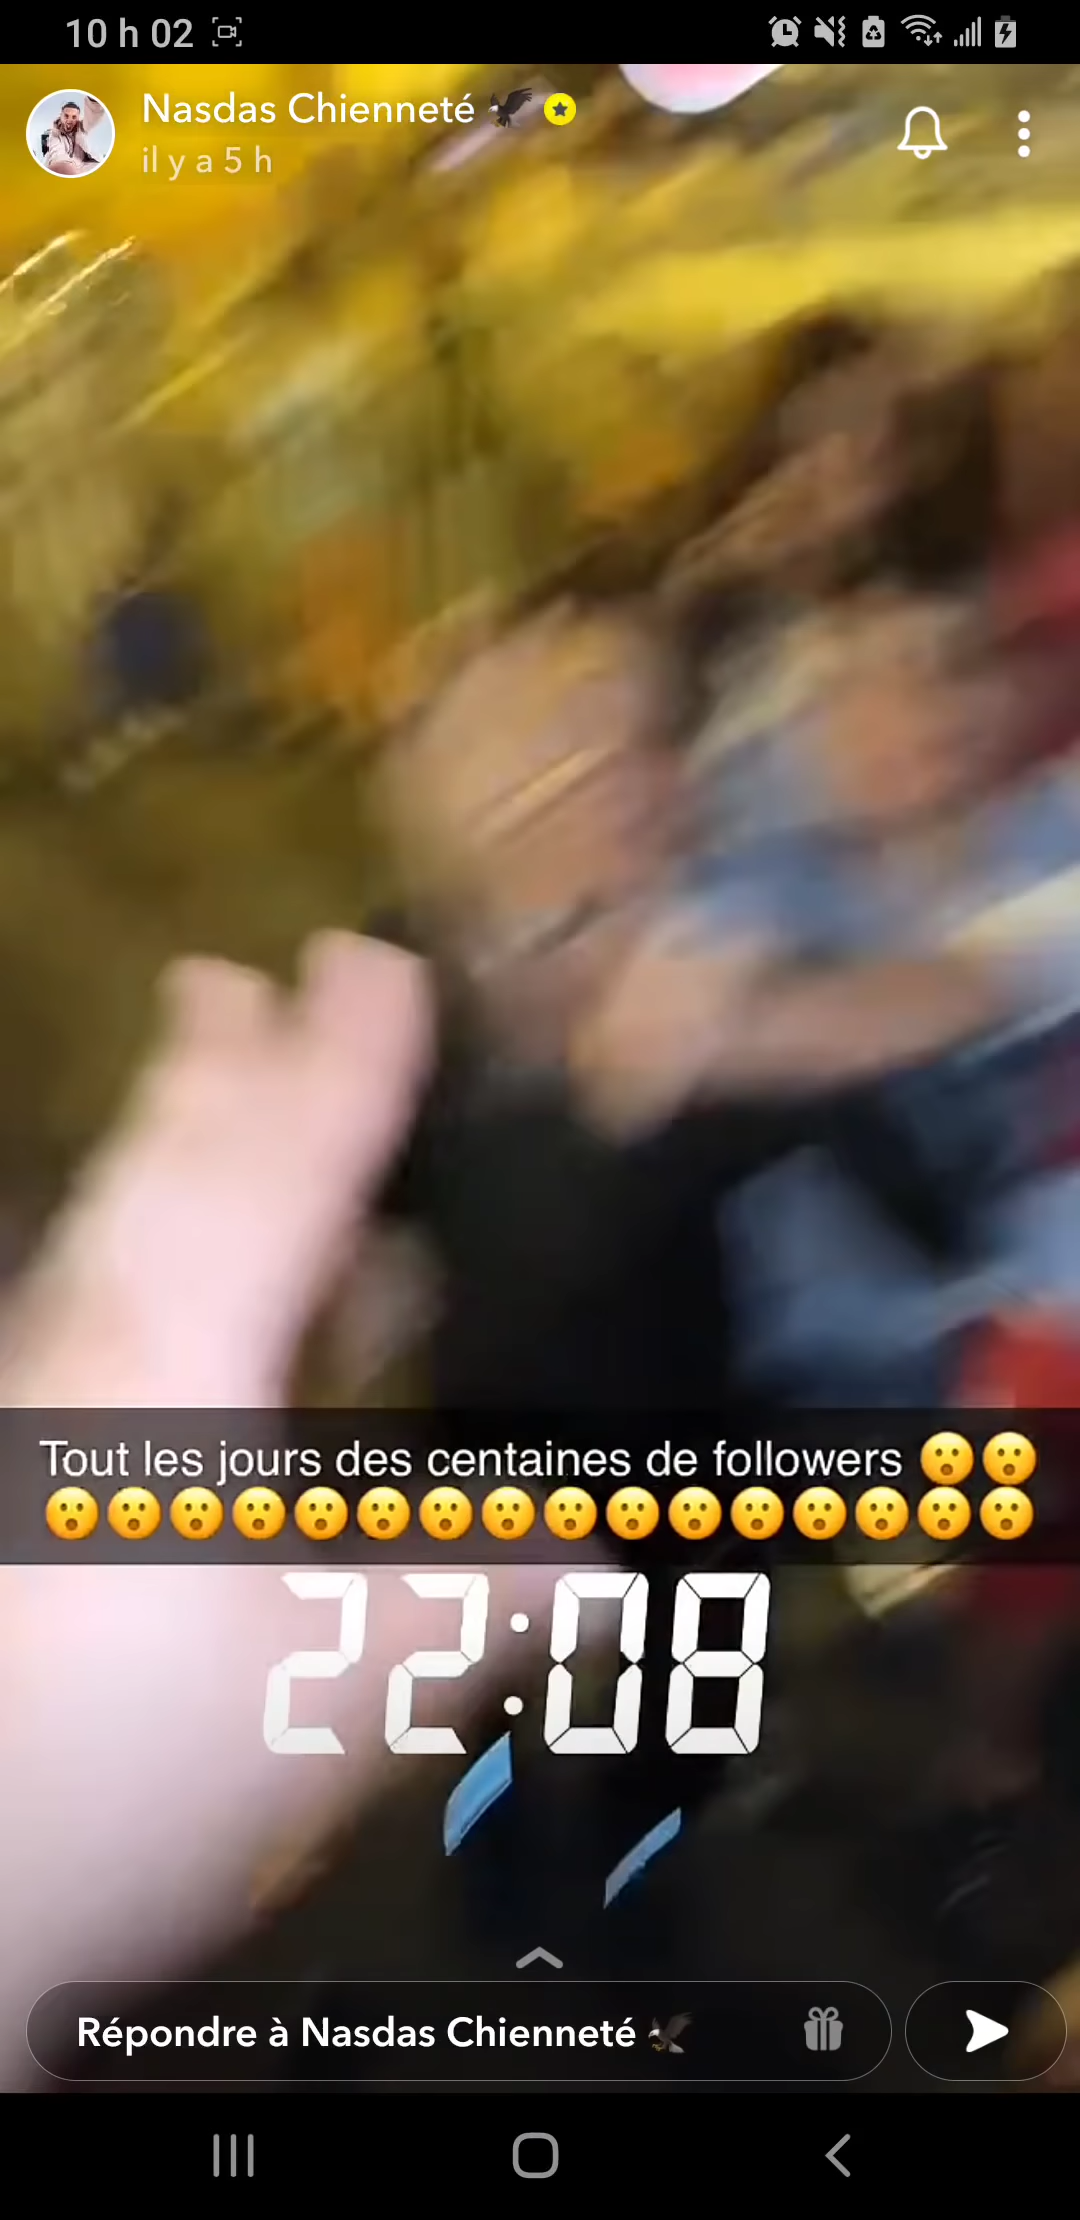 10 h 02
Nasdas Chienneté 🦅
il y a 5 h
Tout les jours des centaines de followers 😮😮
😮😮😮😮😮😮😮😮😮😮😮😮😮😮😮😮
22:08
Répondre à Nasdas Chienneté 🦅